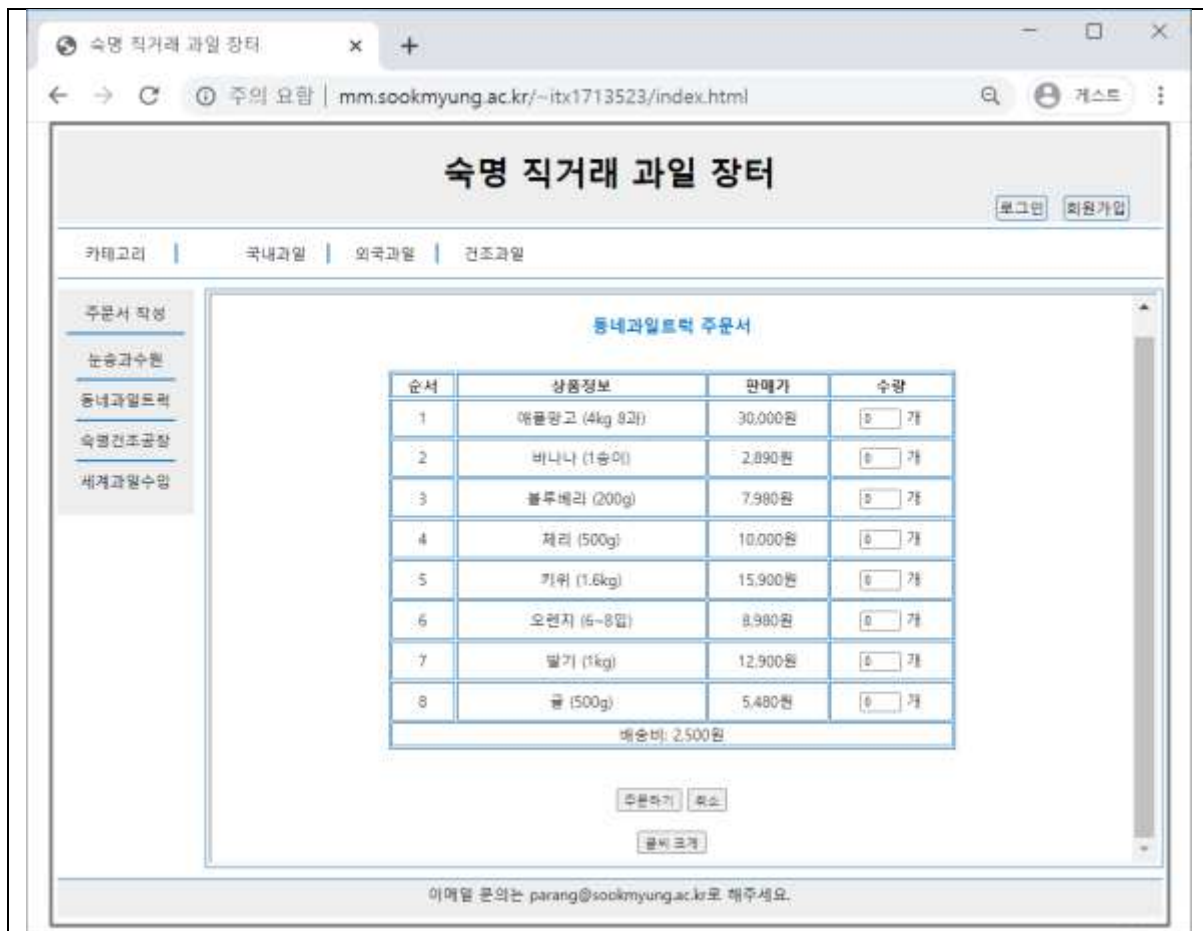 숙명 직거래 과일 장터
주의 요함 mm.sookmyung.ac.kr/~itx1713523/index.html 게스트
숙명 직거래 과일 장터
로그인 회원가입
카테고리 국내과일 외국과일 건조과일
주문서 작성
눈송과수원
동네과일트럭
숙명건조공장
세계과일수입
동네과일트럭 주문서
순서 상품정보 판매가 수량
1 애플망고 (4kg 8과) 30,000원 0 개
2 바나나 (1송이) 2,890원 0 개
3 블루베리 (200g) 7,980원 0 개
4 체리 (500g) 10,000원 0 개
5 키위 (1.6kg) 15,900원 0 개
6 오렌지 (6~8입) 8,980원 0 개
7 딸기 (1kg) 12,900원 0 개
8 귤 (500g) 5,480원 0 개
배송비: 2,500원
주문하기 취소
글씨 크게
이메일 문의는 parang@sookmyung.ac.kr로 해주세요.